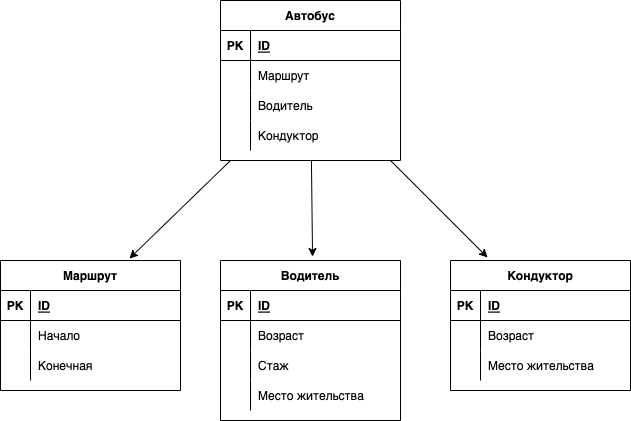 Автобус
PK ID
Маршрут
Водитель
Кондуктор
Маршрут
PK ID
Начало
Конечная
Водитель
PK ID
Возраст
Стаж
Место жительства
Кондуктор
PK ID
Возраст
Место жительства